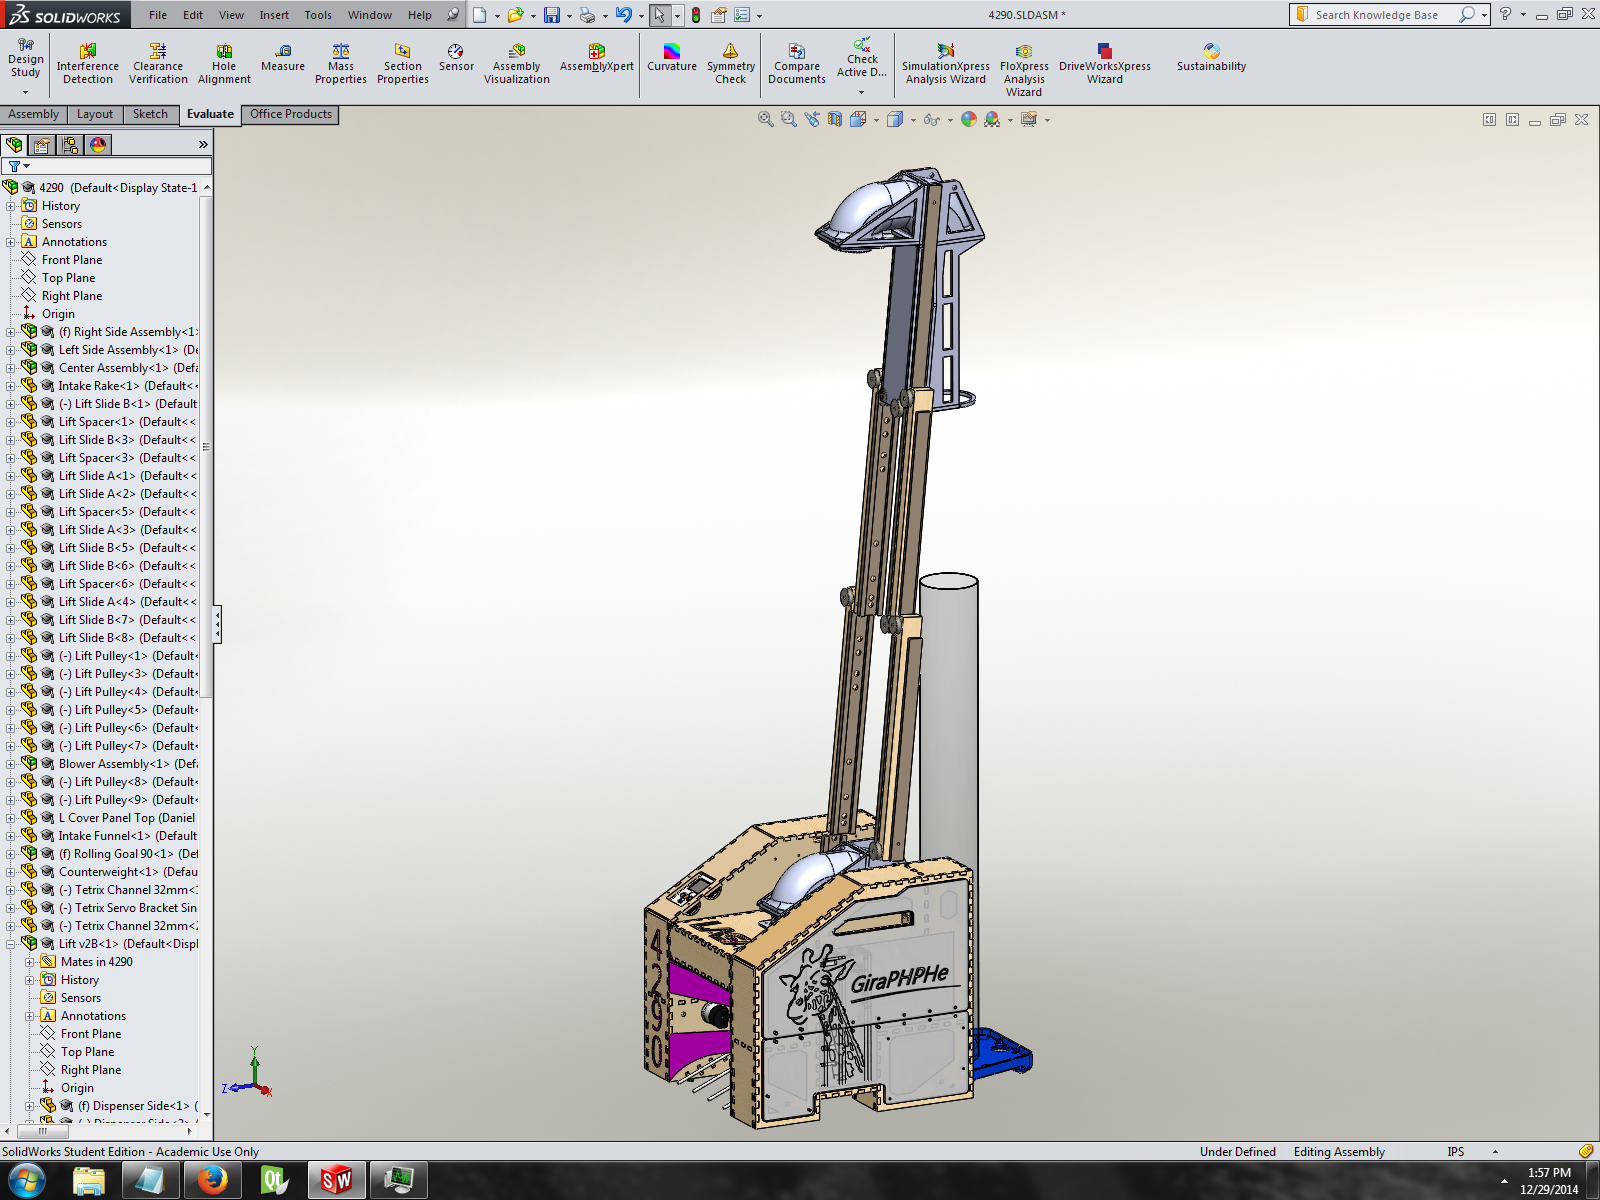 SOLIDWORKS
File Edit View Insert Tools Window Help
4290.SLDASM *
Search Knowledge Base
Design Study
Interference Detection
Clearance Verification
Hole Alignment
Measure
Mass Properties
Section Properties
Sensor
Assembly Visualization
AssemblyXpert
Curvature
Symmetry Check
Compare Documents
Check Active D...
SimulationXpress Analysis Wizard
FloXpress Analysis Wizard
DriveWorksXpress Wizard
Sustainability
Assembly Layout Sketch Evaluate Office Products
4290 (Default<Display State-1
History
Sensors
Annotations
Front Plane
Top Plane
Right Plane
Origin
(f) Right Side Assembly<1>
Left Side Assembly<1> (De
Center Assembly<1> (Defa
Intake Rake<1> (Default<<
(-) Lift Slide B<1> (Default
Lift Spacer<1> (Default<<
Lift Slide B<3> (Default<<
Lift Spacer<3> (Default<<
Lift Slide A<1> (Default<<
Lift Slide A<2> (Default<<
Lift Spacer<5> (Default<<
Lift Slide A<3> (Default<<
Lift Slide B<5> (Default<<
Lift Slide B<6> (Default<<
Lift Spacer<6> (Default<<
Lift Slide A<4> (Default<<
Lift Slide B<7> (Default<<
Lift Slide B<8> (Default<<
(-) Lift Pulley<1> (Default<
(-) Lift Pulley<3> (Default<
(-) Lift Pulley<4> (Default<
(-) Lift Pulley<5> (Default<
(-) Lift Pulley<6> (Default<
(-) Lift Pulley<7> (Default<
Blower Assembly<1> (Defa
(-) Lift Pulley<8> (Default<
(-) Lift Pulley<9> (Default<
L Cover Panel Top (Daniel
Intake Funnel<1> (Default
(f) Rolling Goal 90<1> (Def
Counterweight<1> (Defau
(-) Tetrix Channel 32mm<1
(-) Tetrix Servo Bracket Sin
(-) Tetrix Channel 32mm<2
Lift v2B<1> (Default<Displ
Mates in 4290
History
Sensors
Annotations
Front Plane
Top Plane
Right Plane
Origin
(f) Dispenser Side<1> (
4290
GiraPHPHe
Y
Z
X
SolidWorks Student Edition - Academic Use Only
Under Defined Editing Assembly IPS
Qt
SW
1:57 PM
12/29/2014